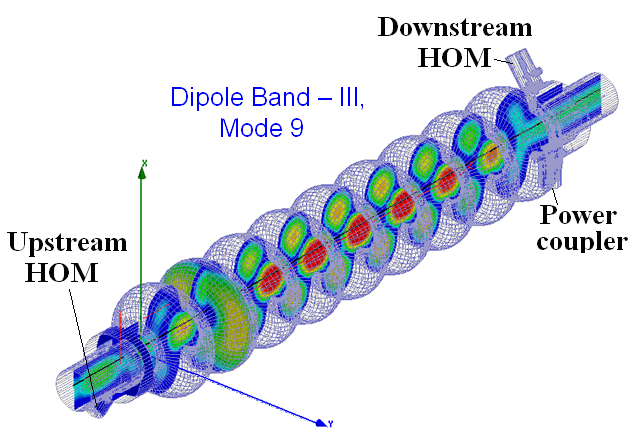 Downstream
HOM
Dipole Band – III,
Mode 9
X
Power
coupler
Upstream
HOM
Y